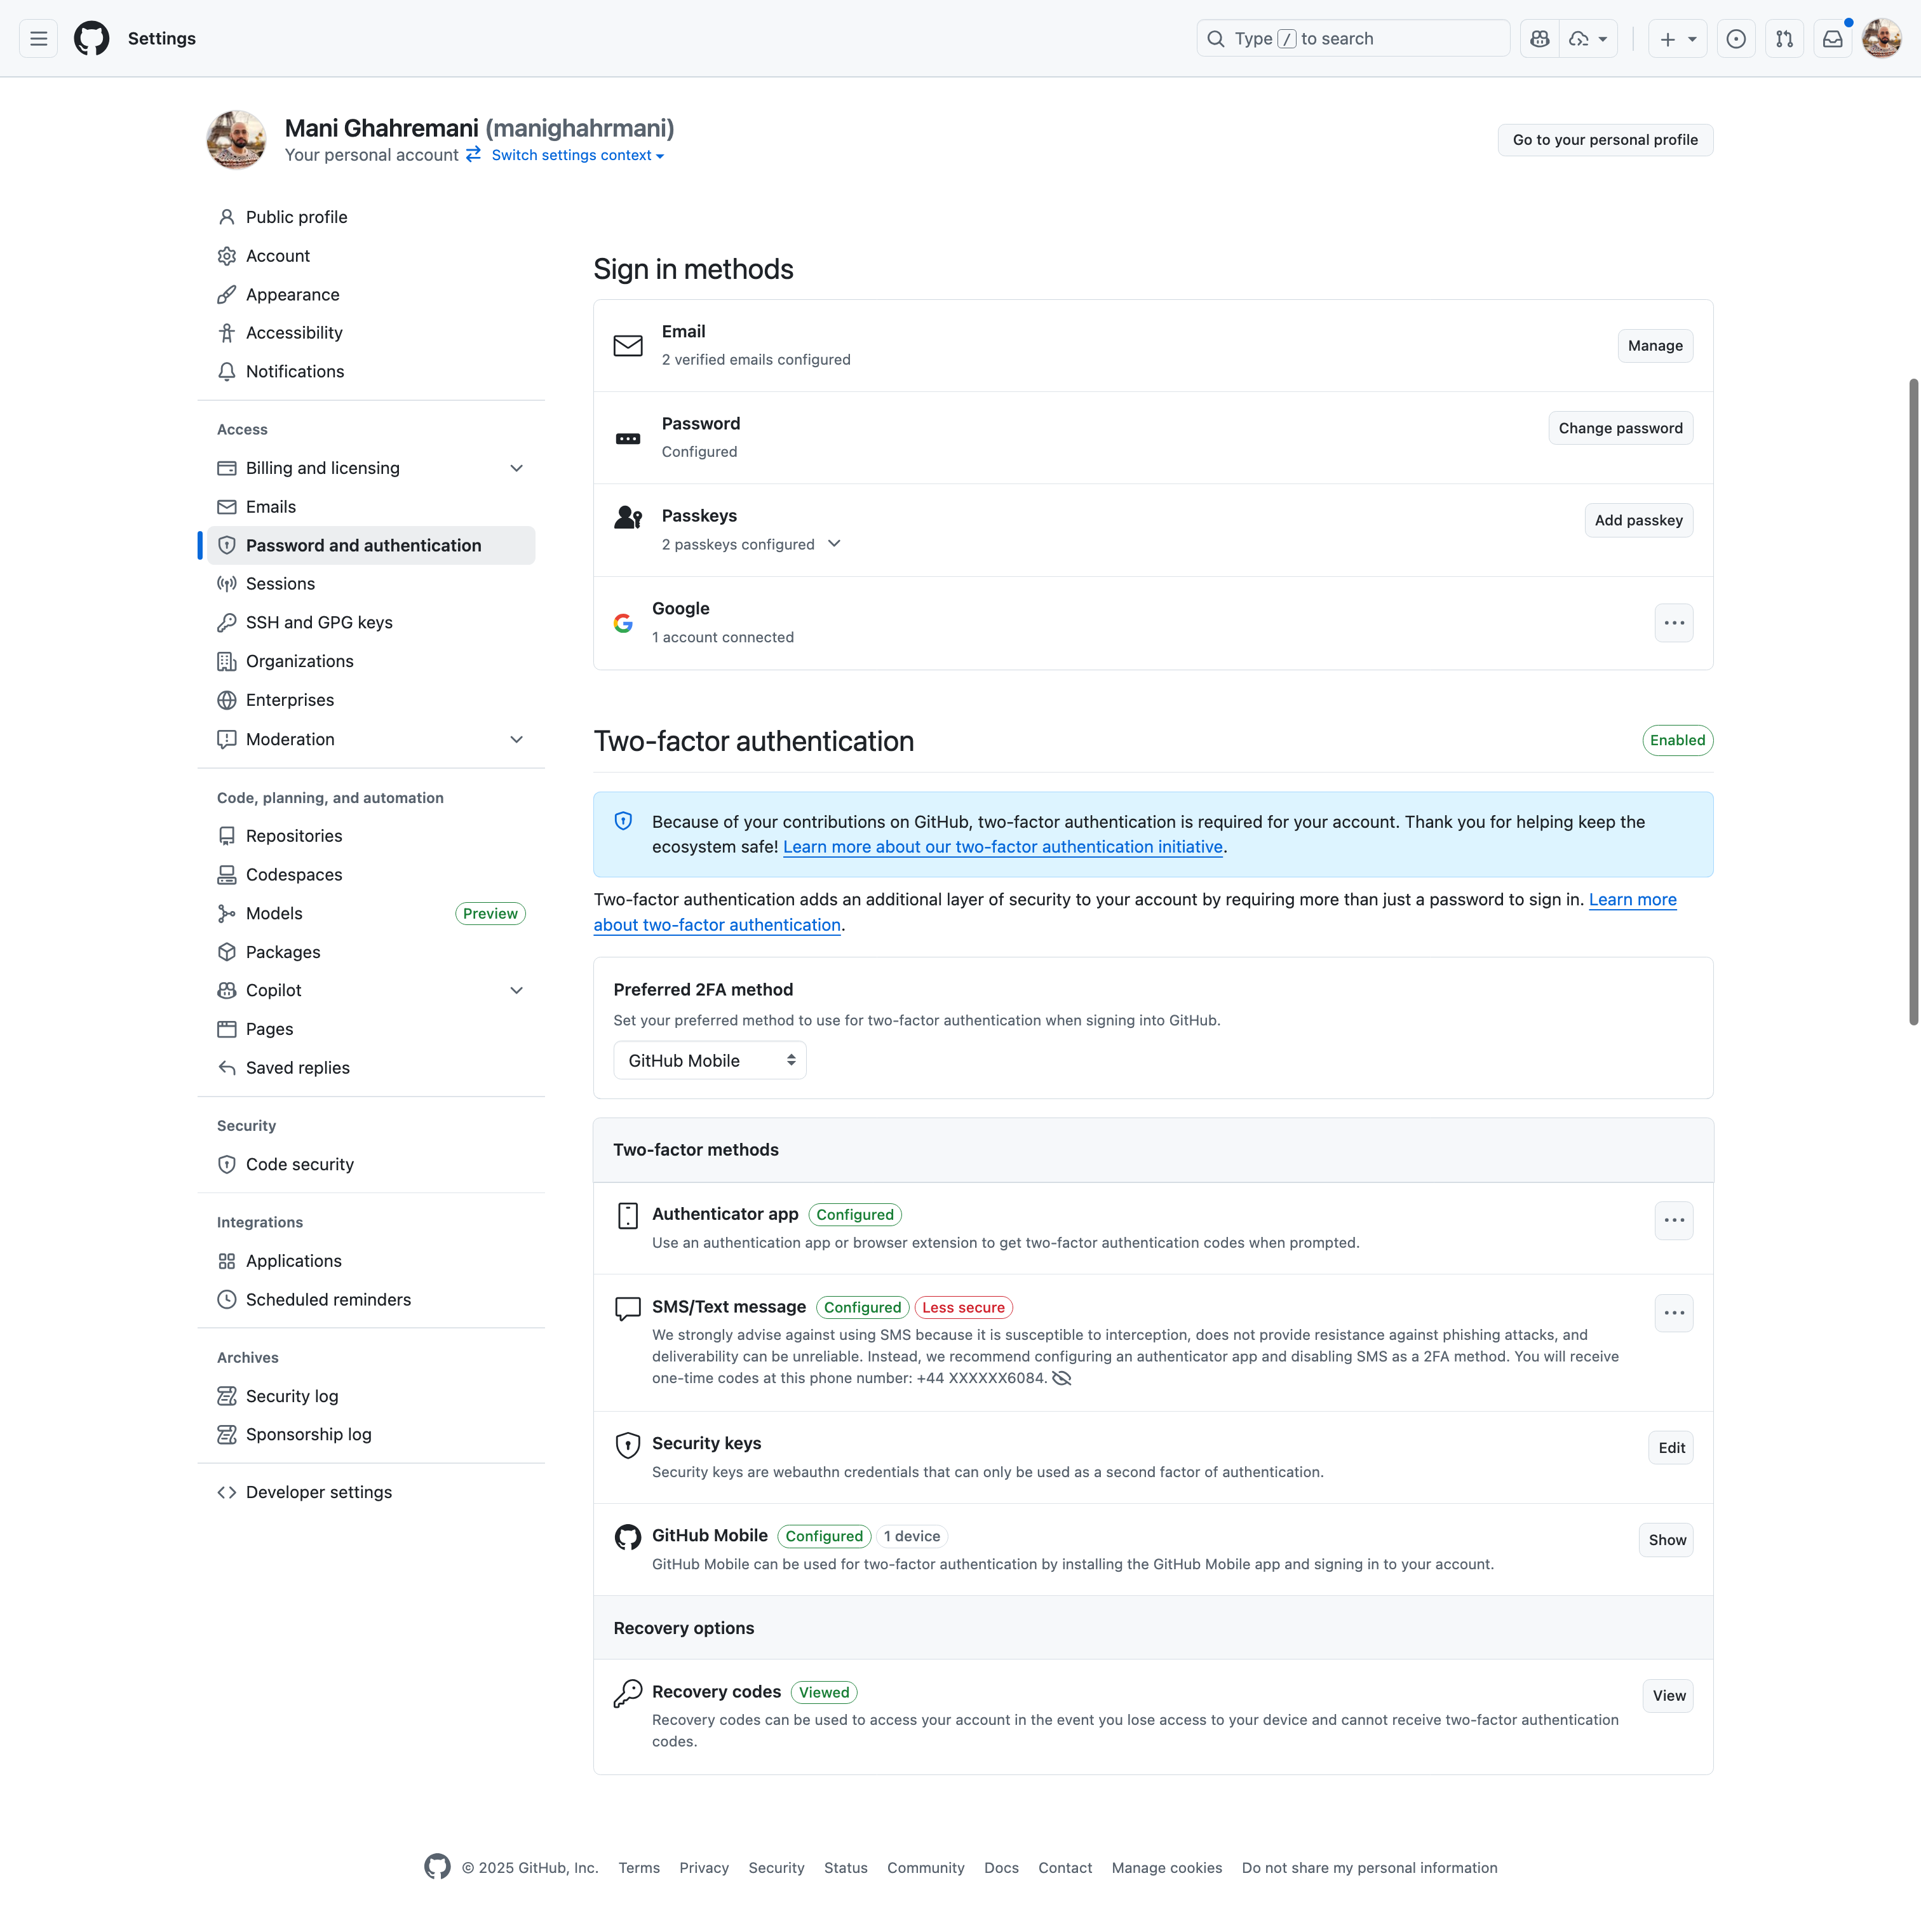 Settings
Type / to search
Mani Ghahremani (manighahrmani)
Your personal account Switch settings context
Go to your personal profile
Public profile
Account
Appearance
Accessibility
Notifications
Access
Billing and licensing
Emails
Password and authentication
Sessions
SSH and GPG keys
Organizations
Enterprises
Moderation
Code, planning, and automation
Repositories
Codespaces
Models Preview
Packages
Copilot
Pages
Saved replies
Security
Code security
Integrations
Applications
Scheduled reminders
Archives
Security log
Sponsorship log
Developer settings
Sign in methods
Email
2 verified emails configured
Manage
Password
Configured
Change password
Passkeys
2 passkeys configured
Add passkey
Google
1 account connected
Two-factor authentication
Enabled
Because of your contributions on GitHub, two-factor authentication is required for your account. Thank you for helping keep the
ecosystem safe! Learn more about our two-factor authentication initiative.
Two-factor authentication adds an additional layer of security to your account by requiring more than just a password to sign in. Learn more
about two-factor authentication.
Preferred 2FA method
Set your preferred method to use for two-factor authentication when signing into GitHub.
GitHub Mobile
Two-factor methods
Authenticator app Configured
Use an authentication app or browser extension to get two-factor authentication codes when prompted.
SMS/Text message Configured Less secure
We strongly advise against using SMS because it is susceptible to interception, does not provide resistance against phishing attacks, and
deliverability can be unreliable. Instead, we recommend configuring an authenticator app and disabling SMS as a 2FA method. You will receive
one-time codes at this phone number: +44 XXXXXX6084.
Security keys
Security keys are webauthn credentials that can only be used as a second factor of authentication.
Edit
GitHub Mobile Configured 1 device
GitHub Mobile can be used for two-factor authentication by installing the GitHub Mobile app and signing in to your account.
Show
Recovery options
Recovery codes Viewed
Recovery codes can be used to access your account in the event you lose access to your device and cannot receive two-factor authentication
codes.
View
© 2025 GitHub, Inc. Terms Privacy Security Status Community Docs Contact Manage cookies Do not share my personal information